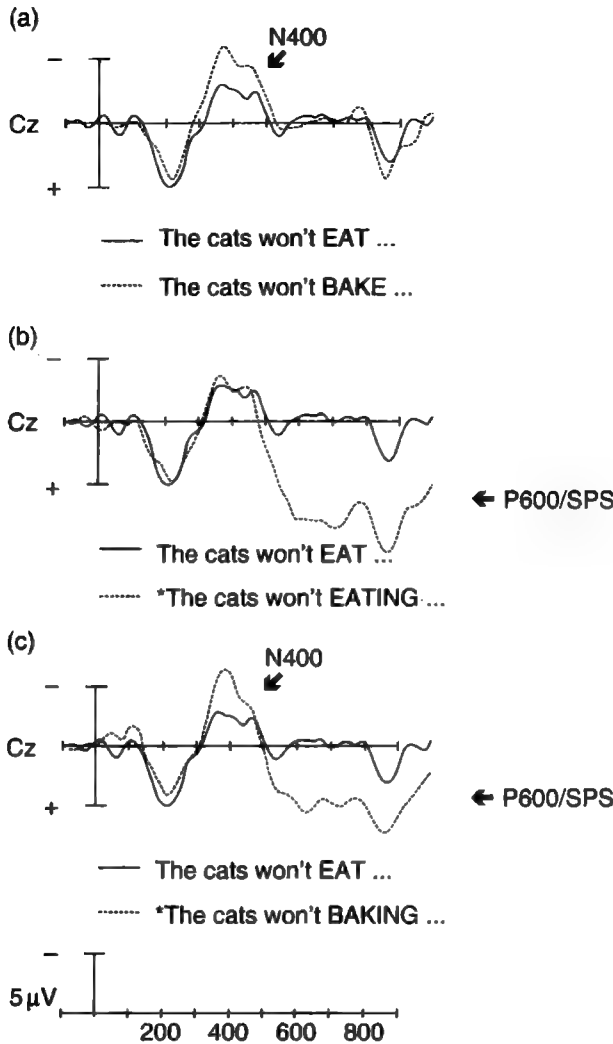 (a)
N400
−
Cz
+
The cats won't EAT ...
The cats won't BAKE ...
(b)
−
Cz
+
P600/SPS
The cats won't EAT ...
*The cats won't EATING ...
(c)
N400
−
Cz
+
P600/SPS
The cats won't EAT ...
*The cats won't BAKING ...
−
5 μV
200 400 600 800